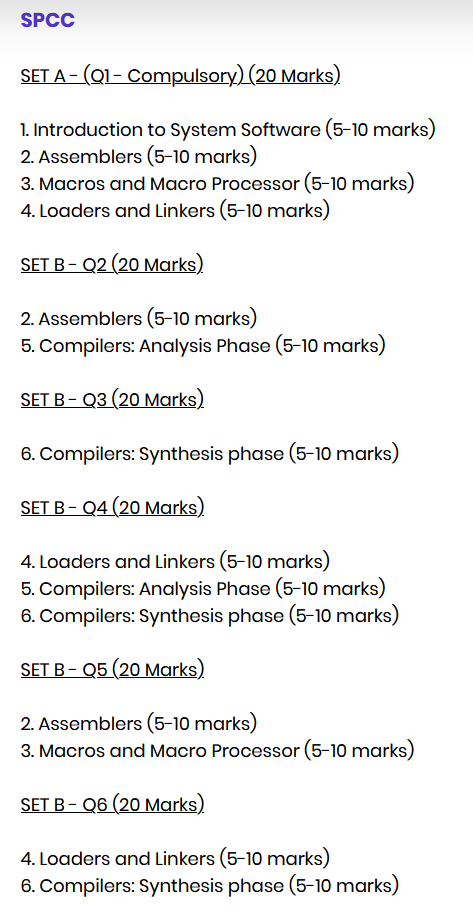 SPCC
SET A - (Q1 - Compulsory) (20 Marks)
1. Introduction to System Software (5-10 marks)
2. Assemblers (5-10 marks)
3. Macros and Macro Processor (5-10 marks)
4. Loaders and Linkers (5-10 marks)
SET B - Q2 (20 Marks)
2. Assemblers (5-10 marks)
5. Compilers: Analysis Phase (5-10 marks)
SET B - Q3 (20 Marks)
6. Compilers: Synthesis phase (5-10 marks)
SET B - Q4 (20 Marks)
4. Loaders and Linkers (5-10 marks)
5. Compilers: Analysis Phase (5-10 marks)
6. Compilers: Synthesis phase (5-10 marks)
SET B - Q5 (20 Marks)
2. Assemblers (5-10 marks)
3. Macros and Macro Processor (5-10 marks)
SET B - Q6 (20 Marks)
4. Loaders and Linkers (5-10 marks)
6. Compilers: Synthesis phase (5-10 marks)